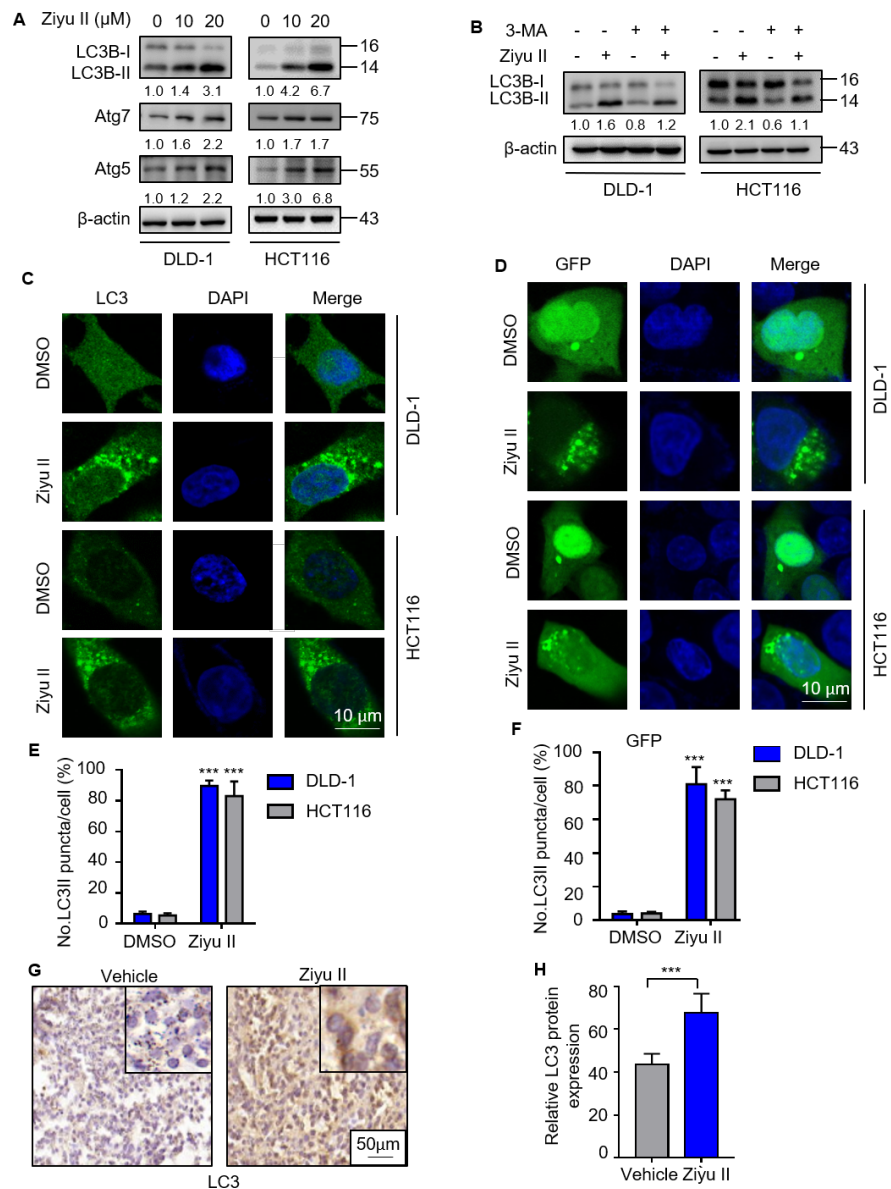 A
Ziyu II (μM) 0 10 20 0 10 20
LC3B-I 16
LC3B-II 14
1.0 1.4 3.1 4.2 6.7
1.0
Atg7 75
1.0 1.6 2.2 1.0 1.7 1.7
Atg5 55
1.0 1.2 2.2 1.0 3.0 6.8
β-actin 43
DLD-1 HCT116
B
3-MA - - + + - - + +
Ziyu II - + - + - + - +
LC3B-I 16
LC3B-II 14
1.0 1.6 0.8 1.2 1.0 2.1 0.6 1.1
β-actin 43
DLD-1 HCT116
C
LC3 DAPI Merge
DMSO
Ziyu II
DLD-1
DMSO
Ziyu II
HCT116
10 μm
D
GFP DAPI Merge
DMSO
Ziyu II
DLD-1
DMSO
Ziyu II
HCT116
10 μm
E
No.LC3II puncta/cell (%)
100
80
60
40
20
0
*** ***
DLD-1
HCT116
DMSO Ziyu II
F
GFP
No.LC3II puncta/cell (%)
100
80
60
40
20
0
***
***
DLD-1
HCT116
DMSO Ziyu II
G
Vehicle Ziyu II
50μm
LC3
H
Relative LC3 protein
expression
80
60
40
20
0
***
Vehicle Ziyu II